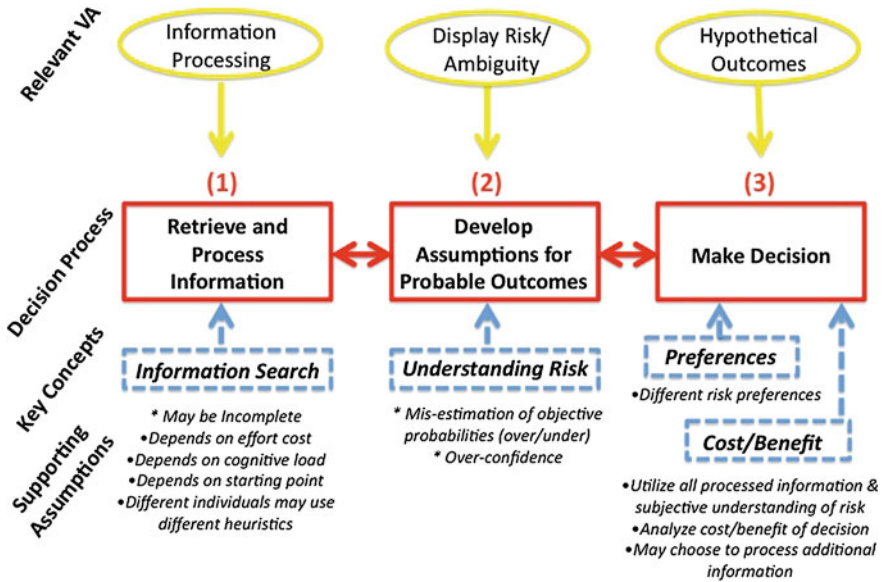 Relevant VA
Information
Processing
Display Risk/
Ambiguity
Hypothetical
Outcomes
Decision Process
(1)
Retrieve and
Process
Information
(2)
Develop
Assumptions for
Probable Outcomes
(3)
Make Decision
Key Concepts
Information Search
Understanding Risk
Preferences
•Different risk preferences
Cost/Benefit
Supporting
Assumptions
* May be Incomplete
•Depends on effort cost
•Depends on cognitive load
•Depends on starting point
•Different individuals may use
different heuristics
* Mis-estimation of objective
probabilities (over/under)
* Over-confidence
•Utilize all processed information &
subjective understanding of risk
•Analyze cost/benefit of decision
•May choose to process additional
information